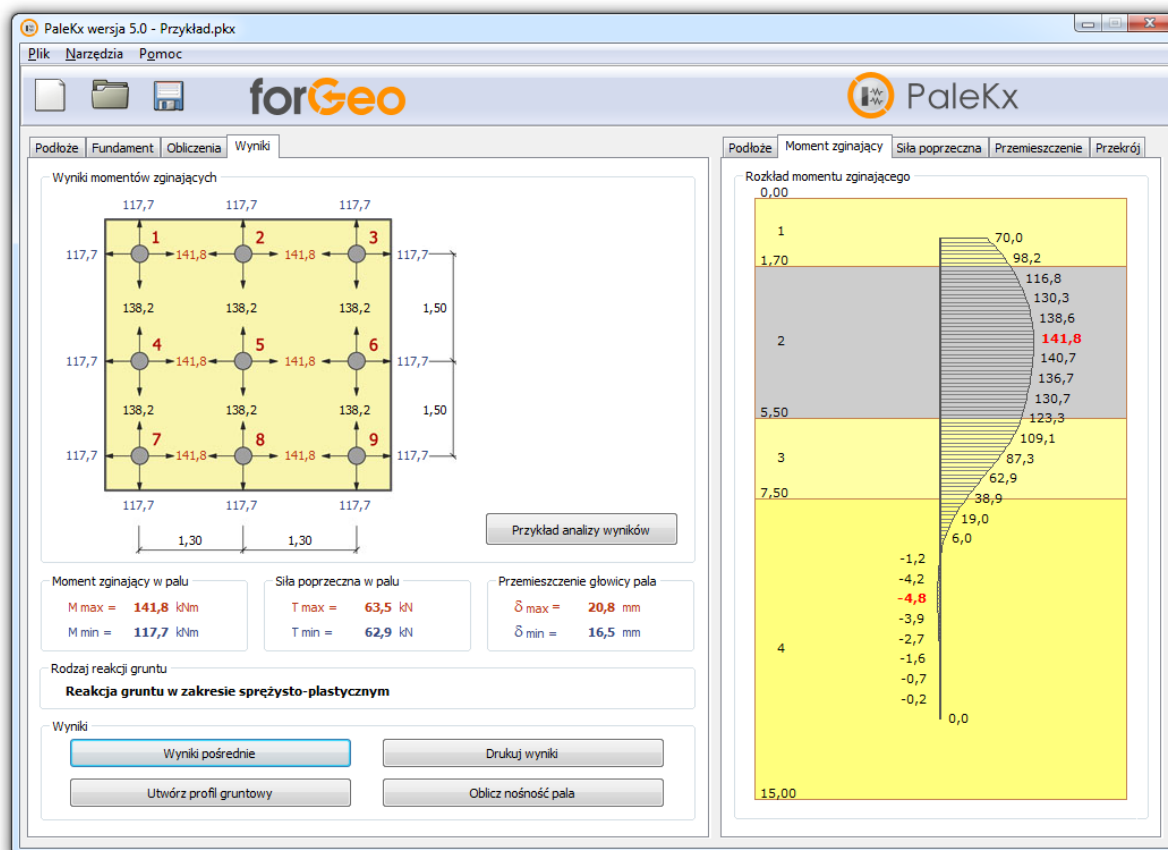 PaleKx wersja 5.0 - Przykład.pkx
Plik Narzędzia Pomoc
forGeo
PaleKx
Podłoże Fundament Obliczenia Wyniki
Wyniki momentów zginających
117,7 117,7 117,7
1 2 3
117,7 141,8 141,8 117,7
138,2 138,2 138,2 1,50
4 5 6
117,7 141,8 141,8 117,7
138,2 138,2 138,2 1,50
7 8 9
117,7 141,8 141,8 117,7
117,7 117,7 117,7
1,30 1,30
Przykład analizy wyników
Moment zginający w palu
M max = 141,8 kNm
M min = 117,7 kNm
Siła poprzeczna w palu
T max = 63,5 kN
T min = 62,9 kN
Przemieszczenie głowicy pala
δ max = 20,8 mm
δ min = 16,5 mm
Rodzaj reakcji gruntu
Reakcja gruntu w zakresie sprężysto-plastycznym
Wyniki
Wyniki pośrednie Drukuj wyniki
Utwórz profil gruntowy Oblicz nośność pala
Podłoże Moment zginający Siła poprzeczna Przemieszczenie Przekrój
Rozkład momentu zginającego
0,00
1
70,0
98,2
1,70
116,8
130,3
138,6
2 141,8
140,7
136,7
130,7
5,50 123,3
109,1
3 87,3
62,9
7,50 38,9
19,0
6,0
-1,2
-4,2
-4,8
-3,9
-2,7
4 -1,6
-0,7
-0,2
0,0
15,00